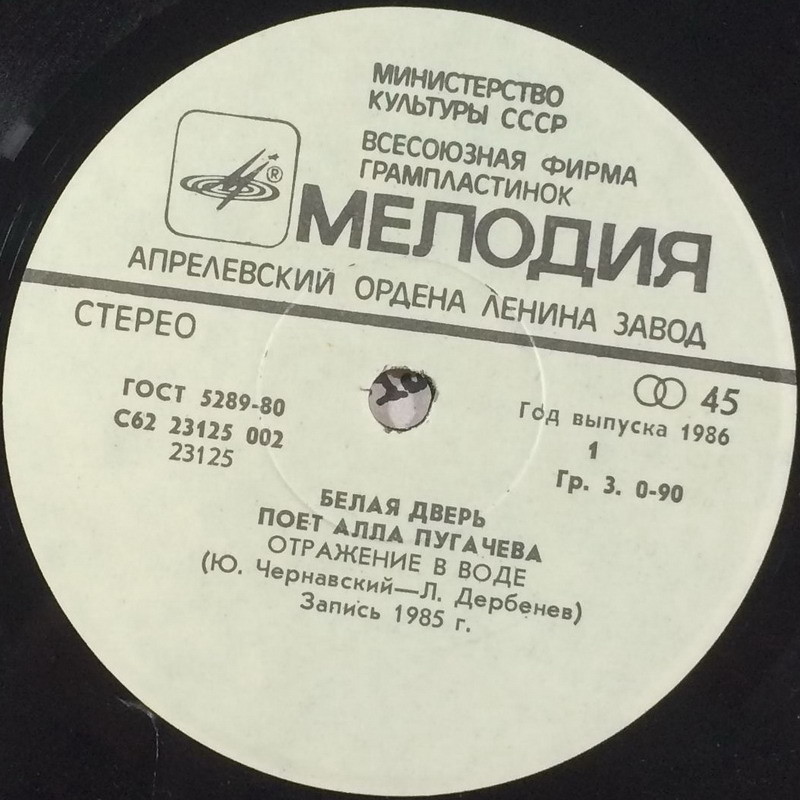 МИНИСТЕРСТВО
КУЛЬТУРЫ СССР
ВСЕСОЮЗНАЯ ФИРМА
ГРАМПЛАСТИНОК
®
МЕЛОДИЯ
АПРЕЛЕВСКИЙ ОРДЕНА ЛЕНИНА ЗАВОД
СТЕРЕО
45
ГОСТ 5289-80
Год выпуска 1986
С62 23125 002
1
23125
Гр. 3. 0-90
БЕЛАЯ ДВЕРЬ
ПОЕТ АЛЛА ПУГАЧЕВА
ОТРАЖЕНИЕ В ВОДЕ
(Ю. Чернавский—Л. Дербенев)
Запись 1985 г.